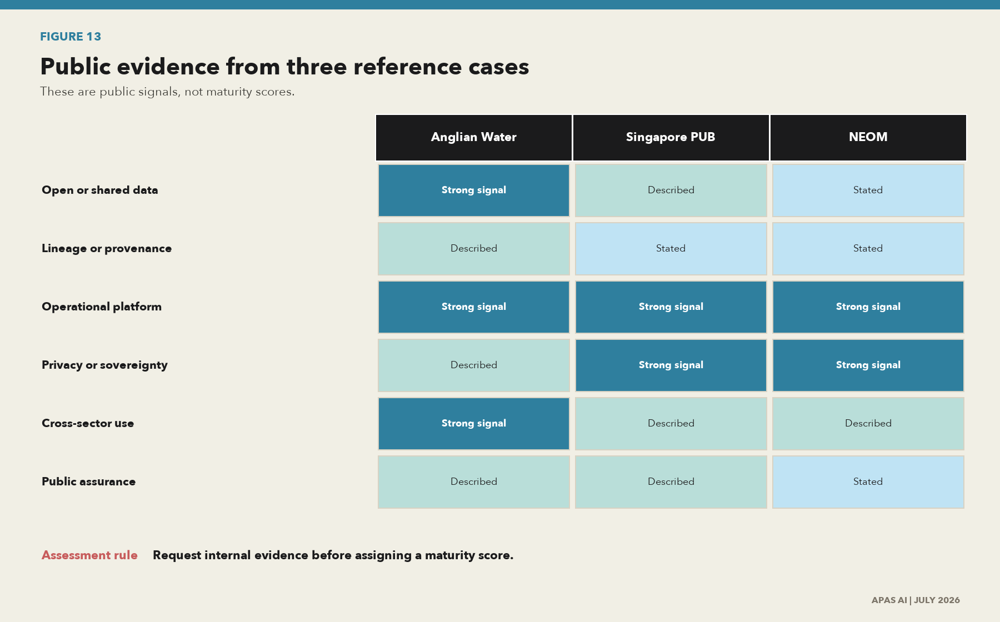 FIGURE 13
Public evidence from three reference cases
These are public signals, not maturity scores.
Anglian Water Singapore PUB NEOM
Open or shared data Strong signal Described Stated
Lineage or provenance Described Stated Stated
Operational platform Strong signal Strong signal Strong signal
Privacy or sovereignty Described Strong signal Strong signal
Cross-sector use Strong signal Described Described
Public assurance Described Described Stated
Assessment rule Request internal evidence before assigning a maturity score.
APAS AI | JULY 2026